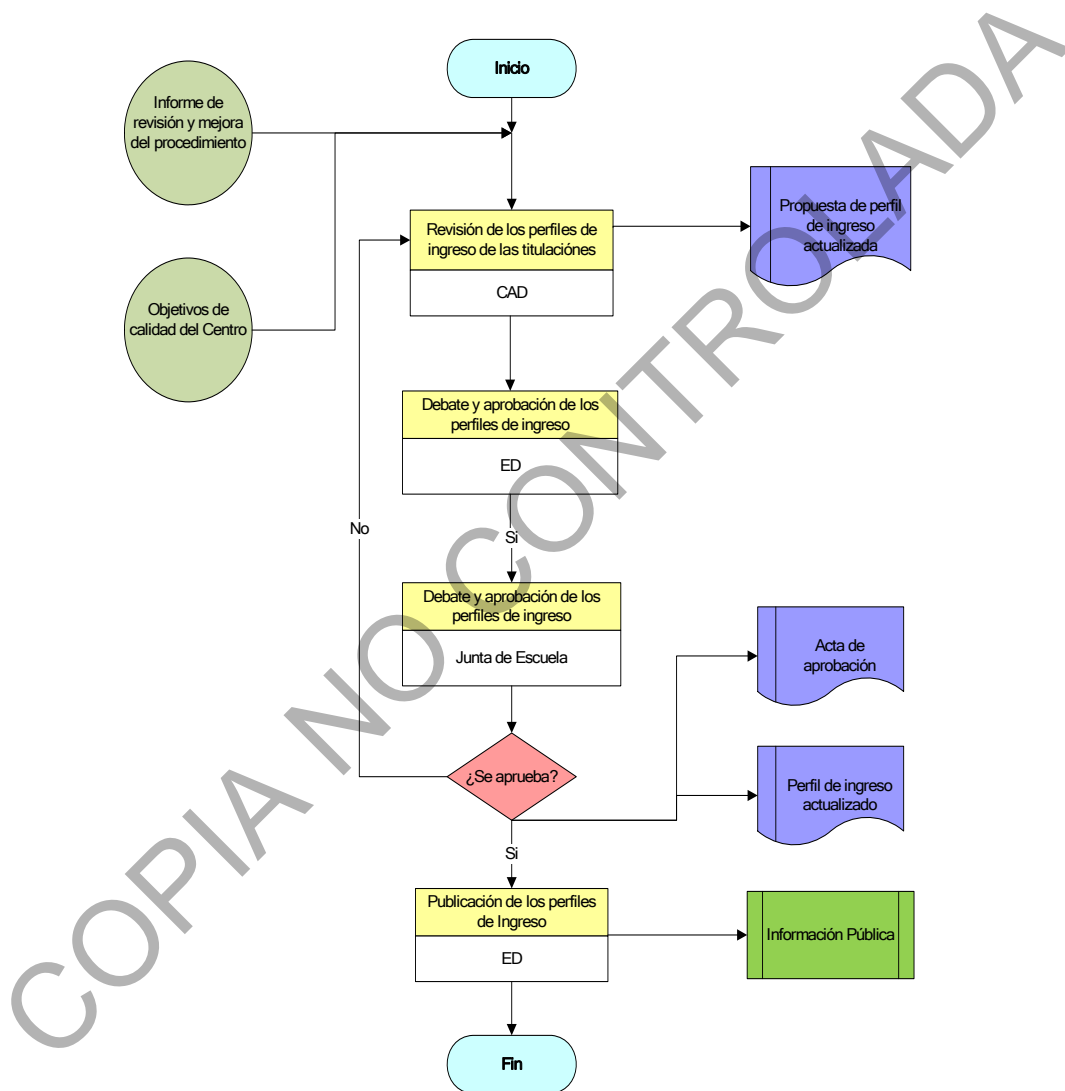 Inicio
Informe de
revisión y mejora
del procedimiento
Revisión de los perfiles de
ingreso de las titulaciónes
CAD
Propuesta de perfil
de ingreso
actualizada
Objetivos de
calidad del Centro
Debate y aprobación de los
perfiles de ingreso
ED
No
Si
Debate y aprobación de los
perfiles de ingreso
Junta de Escuela
Acta de
aprobación
¿Se aprueba?
Perfil de ingreso
actualizado
Si
Publicación de los perfiles
de Ingreso
ED
Información Pública
Fin
COPIA NO CONTROLADA